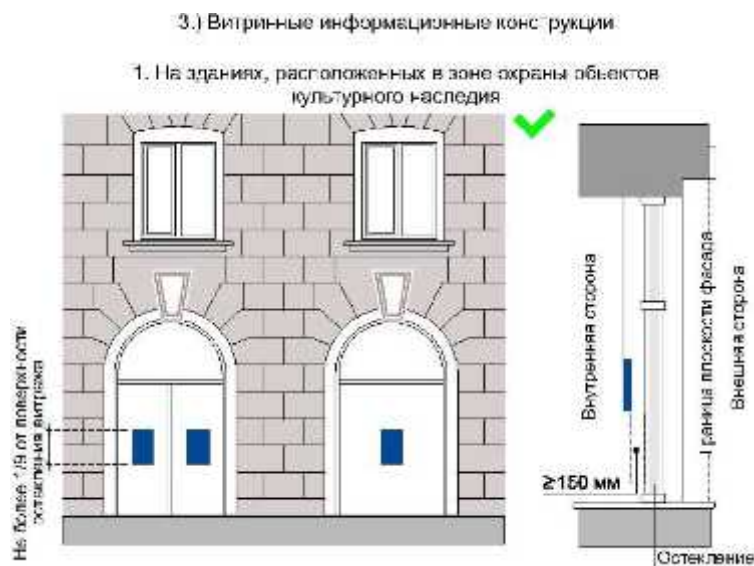 3.) Витринные информационные конструкции
1. На зданиях, расположенных в зоне охраны объектов
культурного наследия
Не более 1/9 от поверхности
остекления витража
Внутренняя сторона
Граница плоскости фасада
Внешняя сторона
≥150 мм
Остекление